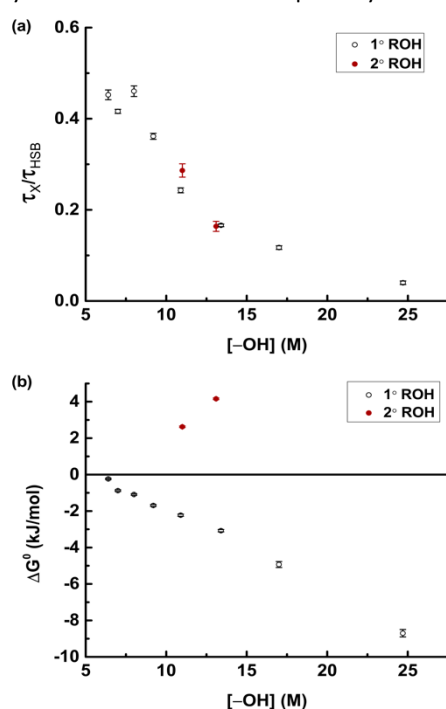 (a)
0.6
1° ROH
2° ROH
0.4
τχ/τHSB
0.2
0.0
5 10 15 20 25
[–OH] (M)
(b)
4
1° ROH
2° ROH
2
0
-2
ΔG⁰ (kJ/mol)
-4
-6
-8
-10
5 10 15 20 25
[–OH] (M)